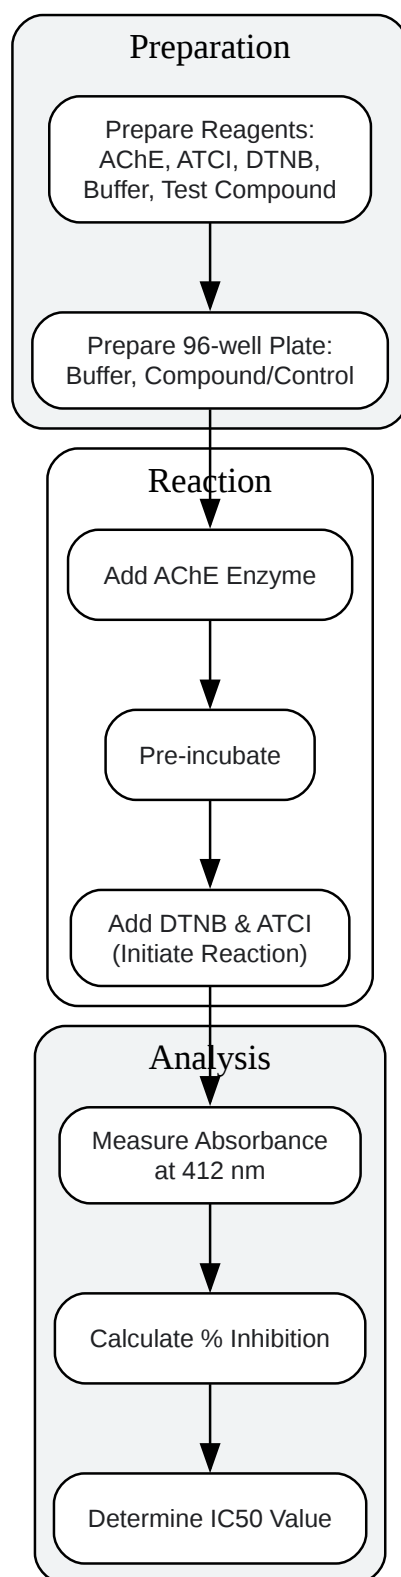 Preparation
Prepare Reagents:
AChE, ATCI, DTNB,
Buffer, Test Compound
Prepare 96-well Plate:
Buffer, Compound/Control
Reaction
Add AChE Enzyme
Pre-incubate
Add DTNB & ATCI
(Initiate Reaction)
Analysis
Measure Absorbance
at 412 nm
Calculate % Inhibition
Determine IC50 Value